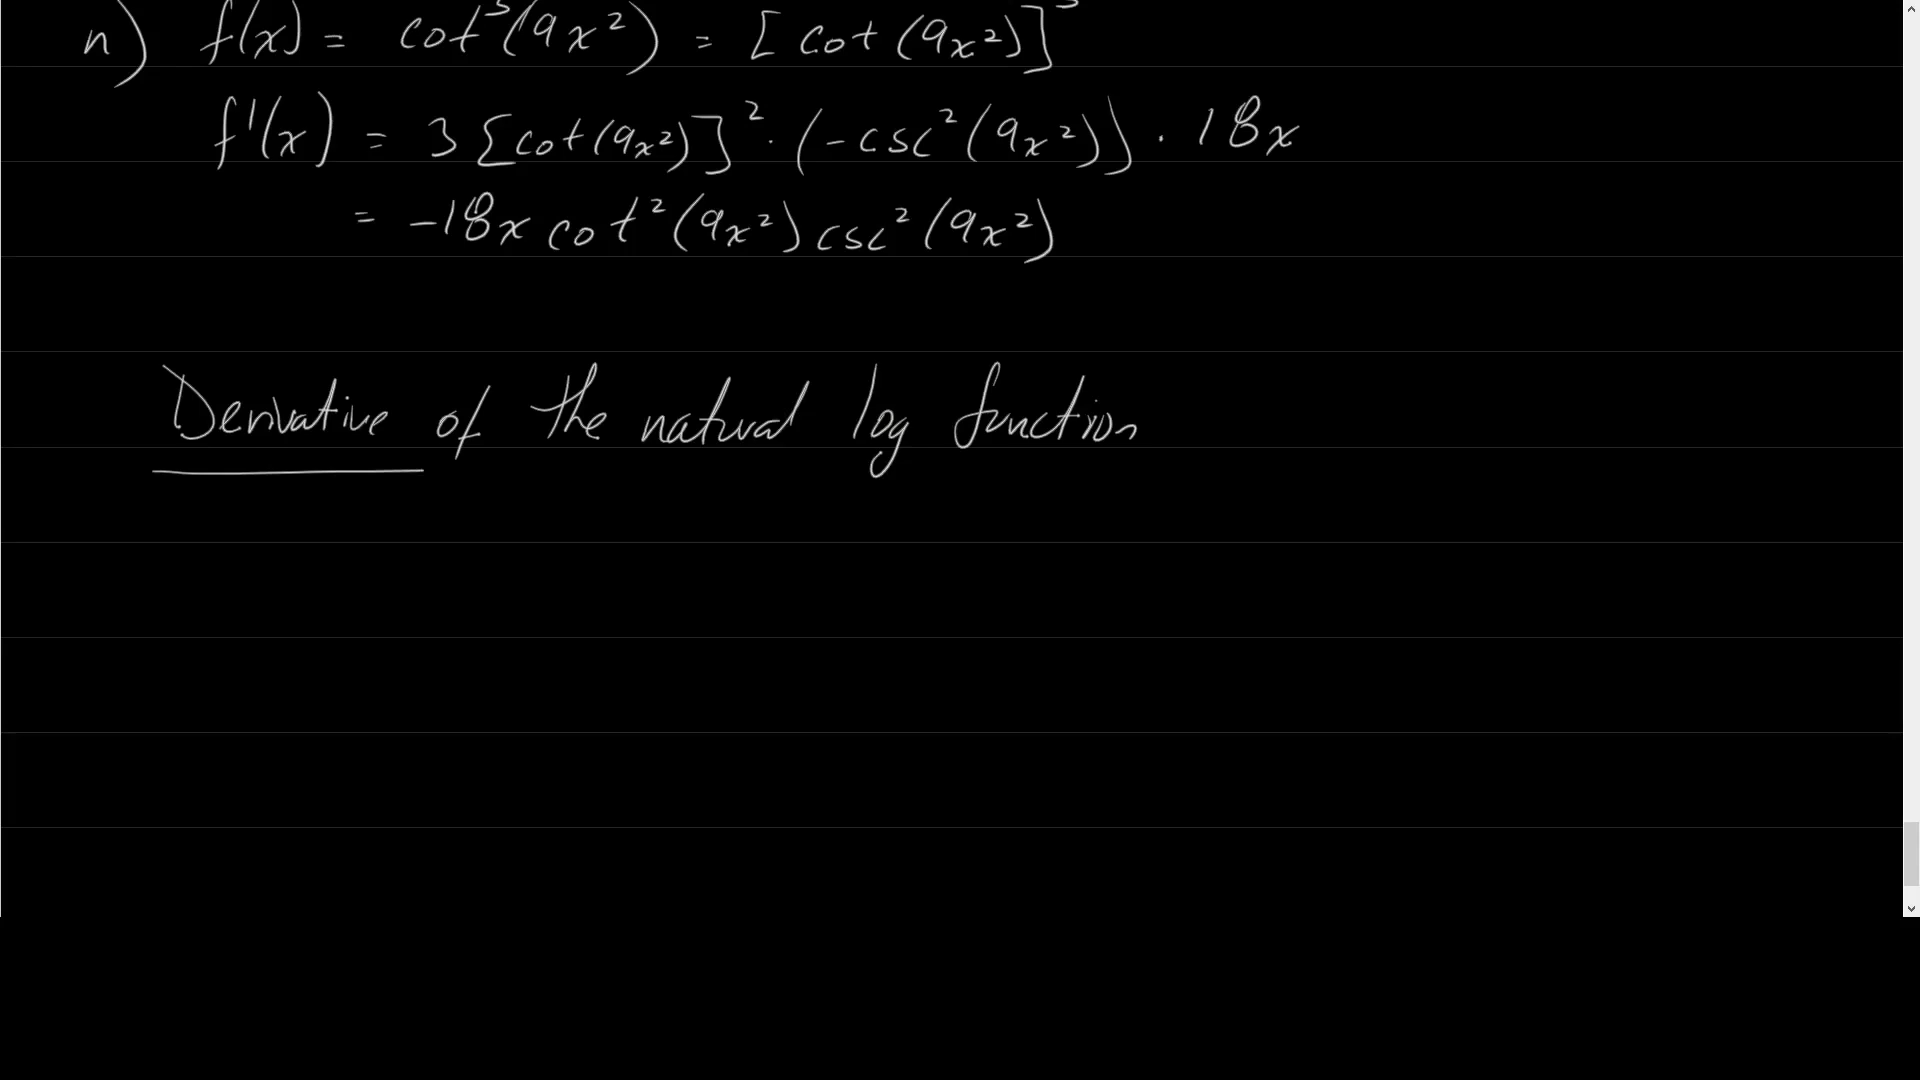 n) f(x) = cot³(9x²) = [cot(9x²)]³
f'(x) = 3[cot(9x²)]² · (-csc²(9x²)) · 18x
= -18x cot²(9x²) csc²(9x²)
Derivative of the natural log function